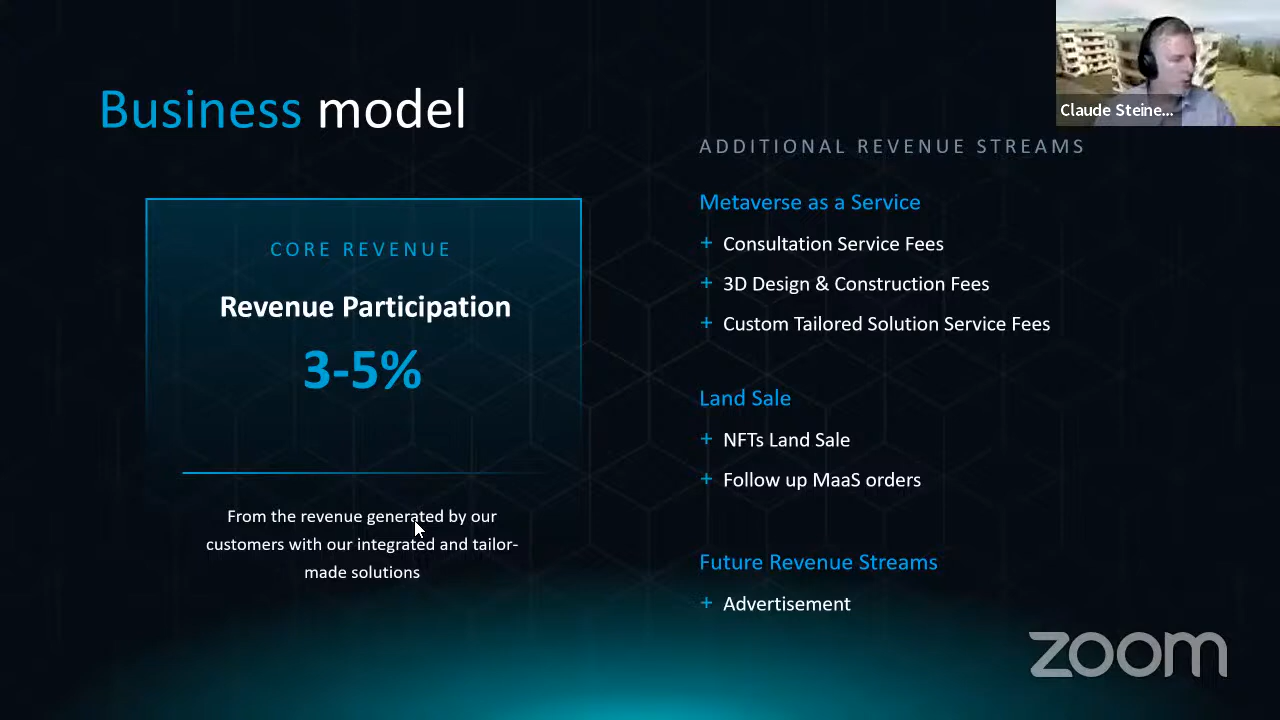 Business model
CORE REVENUE
Revenue Participation
3-5%
From the revenue generated by our
customers with our integrated and tailor-
made solutions
ADDITIONAL REVENUE STREAMS
Metaverse as a Service
+ Consultation Service Fees
+ 3D Design & Construction Fees
+ Custom Tailored Solution Service Fees
Land Sale
+ NFTs Land Sale
+ Follow up MaaS orders
Future Revenue Streams
+ Advertisement
Claude Steine...
zoom